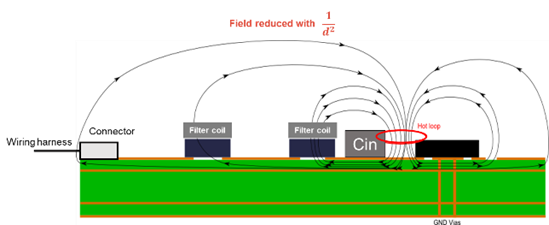 Field reduced with 1/d²
Connector
Wiring harness
Filter coil
Filter coil
Cin
Hot loop
GND Vias